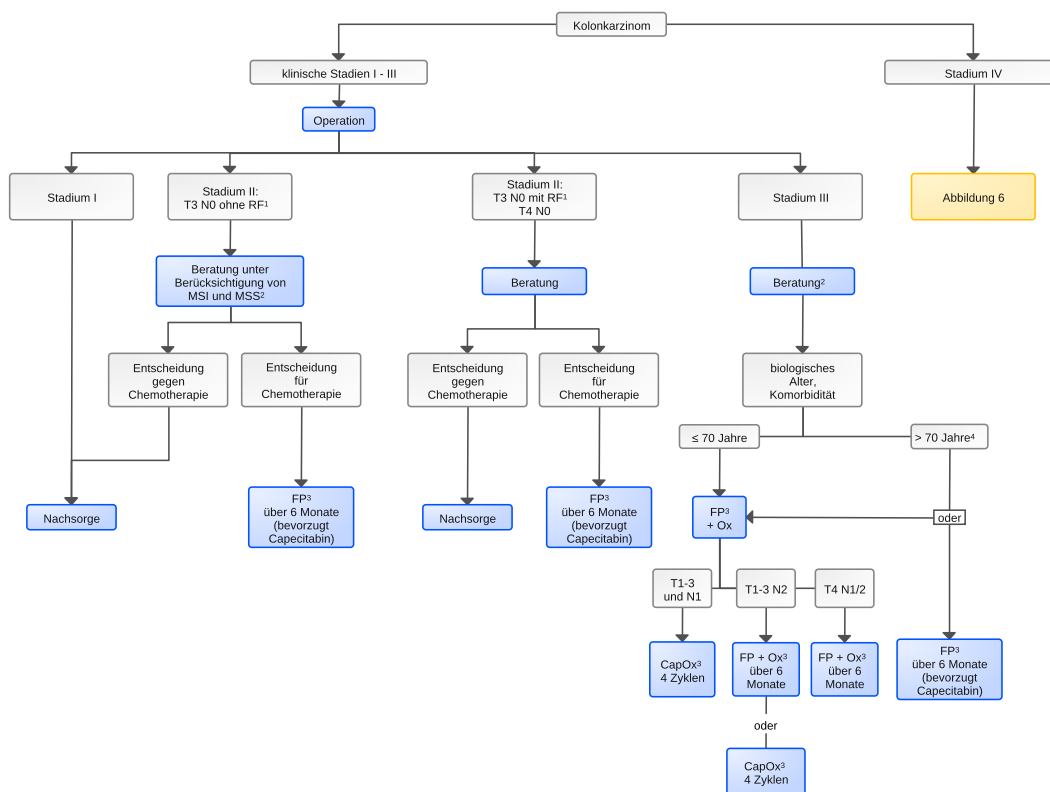 Kolonkarzinom
klinische Stadien I - III
Stadium IV
Operation
Stadium I
Stadium II:
T3 N0 ohne RF¹
Stadium II:
T3 N0 mit RF¹
T4 N0
Stadium III
Abbildung 6
Beratung unter
Berücksichtigung von
MSI und MSS²
Beratung
Beratung²
Entscheidung
gegen
Chemotherapie
Entscheidung
für
Chemotherapie
Entscheidung
gegen
Chemotherapie
Entscheidung
für
Chemotherapie
biologisches
Alter,
Komorbidität
≤ 70 Jahre
> 70 Jahre⁴
Nachsorge
FP³
über 6 Monate
(bevorzugt
Capecitabin)
Nachsorge
FP³
über 6 Monate
(bevorzugt
Capecitabin)
FP³
+ Ox
oder
T1-3
und N1
T1-3 N2
T4 N1/2
CapOx³
4 Zyklen
FP + Ox³
über 6
Monate
FP + Ox³
über 6
Monate
FP³
über 6 Monate
(bevorzugt
Capecitabin)
oder
CapOx³
4 Zyklen